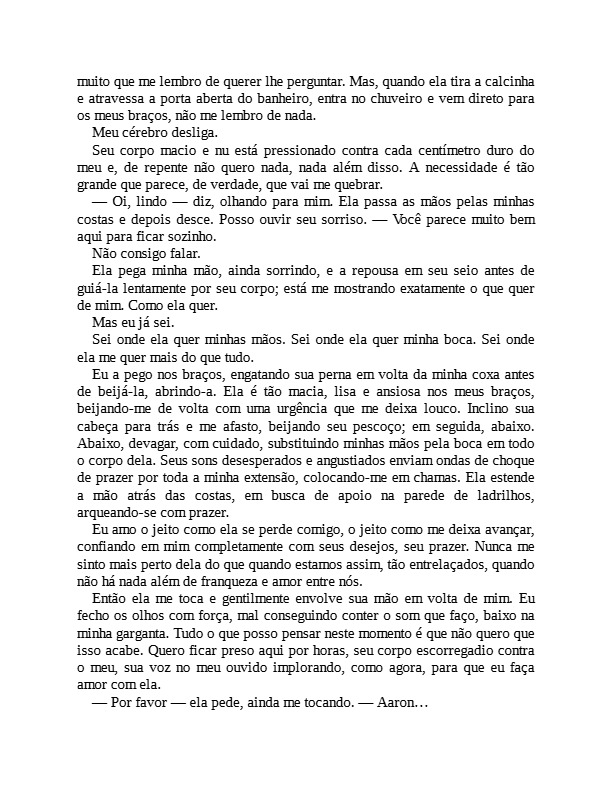 muito que me lembro de querer lhe perguntar. Mas, quando ela tira a calcinha
e atravessa a porta aberta do banheiro, entra no chuveiro e vem direto para
os meus braços, não me lembro de nada.
Meu cérebro desliga.
Seu corpo macio e nu está pressionado contra cada centímetro duro do
meu e, de repente não quero nada, nada além disso. A necessidade é tão
grande que parece, de verdade, que vai me quebrar.
— Oi, lindo — diz, olhando para mim. Ela passa as mãos pelas minhas
costas e depois desce. Posso ouvir seu sorriso. — Você parece muito bem
aqui para ficar sozinho.
Não consigo falar.
Ela pega minha mão, ainda sorrindo, e a repousa em seu seio antes de
guiá-la lentamente por seu corpo; está me mostrando exatamente o que quer
de mim. Como ela quer.
Mas eu já sei.
Sei onde ela quer minhas mãos. Sei onde ela quer minha boca. Sei onde
ela me quer mais do que tudo.
Eu a pego nos braços, engatando sua perna em volta da minha coxa antes
de beijá-la, abrindo-a. Ela é tão macia, lisa e ansiosa nos meus braços,
beijando-me de volta com uma urgência que me deixa louco. Inclino sua
cabeça para trás e me afasto, beijando seu pescoço; em seguida, abaixo.
Abaixo, devagar, com cuidado, substituindo minhas mãos pela boca em todo
o corpo dela. Seus sons desesperados e angustiados enviam ondas de choque
de prazer por toda a minha extensão, colocando-me em chamas. Ela estende
a mão atrás das costas, em busca de apoio na parede de ladrilhos,
arqueando-se com prazer.
Eu amo o jeito como ela se perde comigo, o jeito como me deixa avançar,
confiando em mim completamente com seus desejos, seu prazer. Nunca me
sinto mais perto dela do que quando estamos assim, tão entrelaçados, quando
não há nada além de franqueza e amor entre nós.
Então ela me toca e gentilmente envolve sua mão em volta de mim. Eu
fecho os olhos com força, mal conseguindo conter o som que faço, baixo na
minha garganta. Tudo o que posso pensar neste momento é que não quero que
isso acabe. Quero ficar preso aqui por horas, seu corpo escorregadio contra
o meu, sua voz no meu ouvido implorando, como agora, para que eu faça
amor com ela.
— Por favor — ela pede, ainda me tocando. — Aaron…